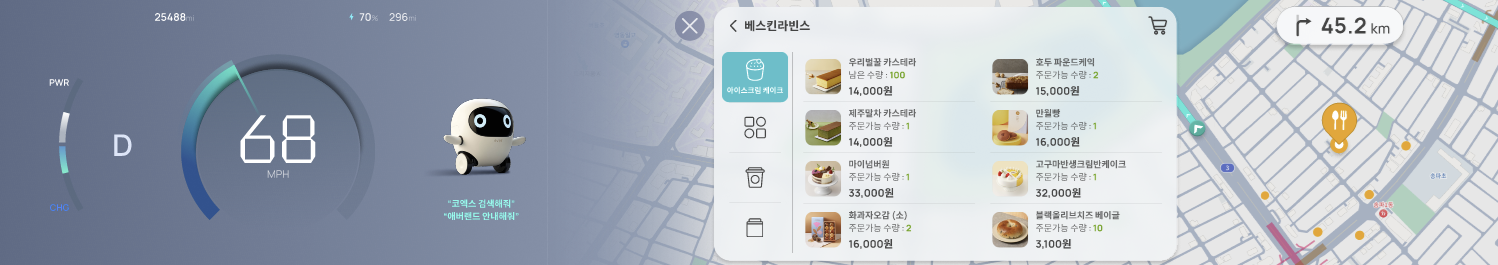 25488mi
70% 296mi
PWR
CHG
D
68
MPH
"코엑스 검색해줘"
"애버랜드 안내해줘"
베스킨라빈스
아이스크림 케이크
우리벌꿀 카스테라
남은 수량 : 100
14,000원
제주말차 카스테라
주문가능 수량 : 1
14,000원
마이넘버원
주문가능 수량 : 1
33,000원
화과자오감 (소)
주문가능 수량 : 2
16,000원
호두 파운드케익
주문가능 수량 : 2
15,000원
만월빵
주문가능 수량 : 1
16,000원
고구마반생크림반케이크
주문가능 수량 : 1
32,000원
블랙올리브치즈 베이글
주문가능 수량 : 10
3,100원
45.2 km
3